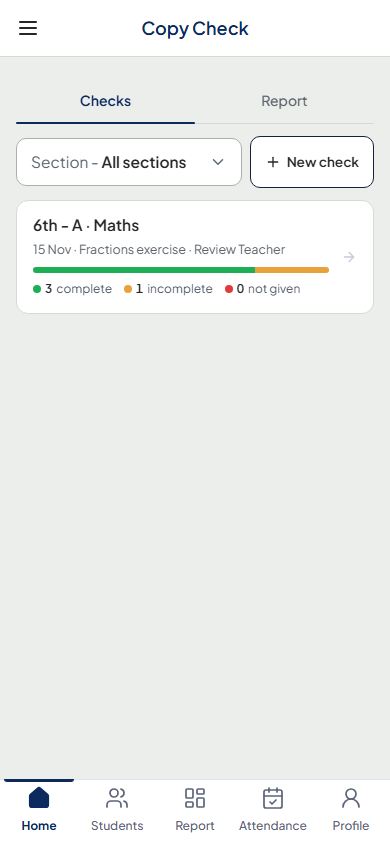 Copy Check
Checks
Report
Section - All sections
+ New check
6th - A · Maths
15 Nov · Fractions exercise · Review Teacher
3 complete 1 incomplete 0 not given
Home
Students
Report
Attendance
Profile